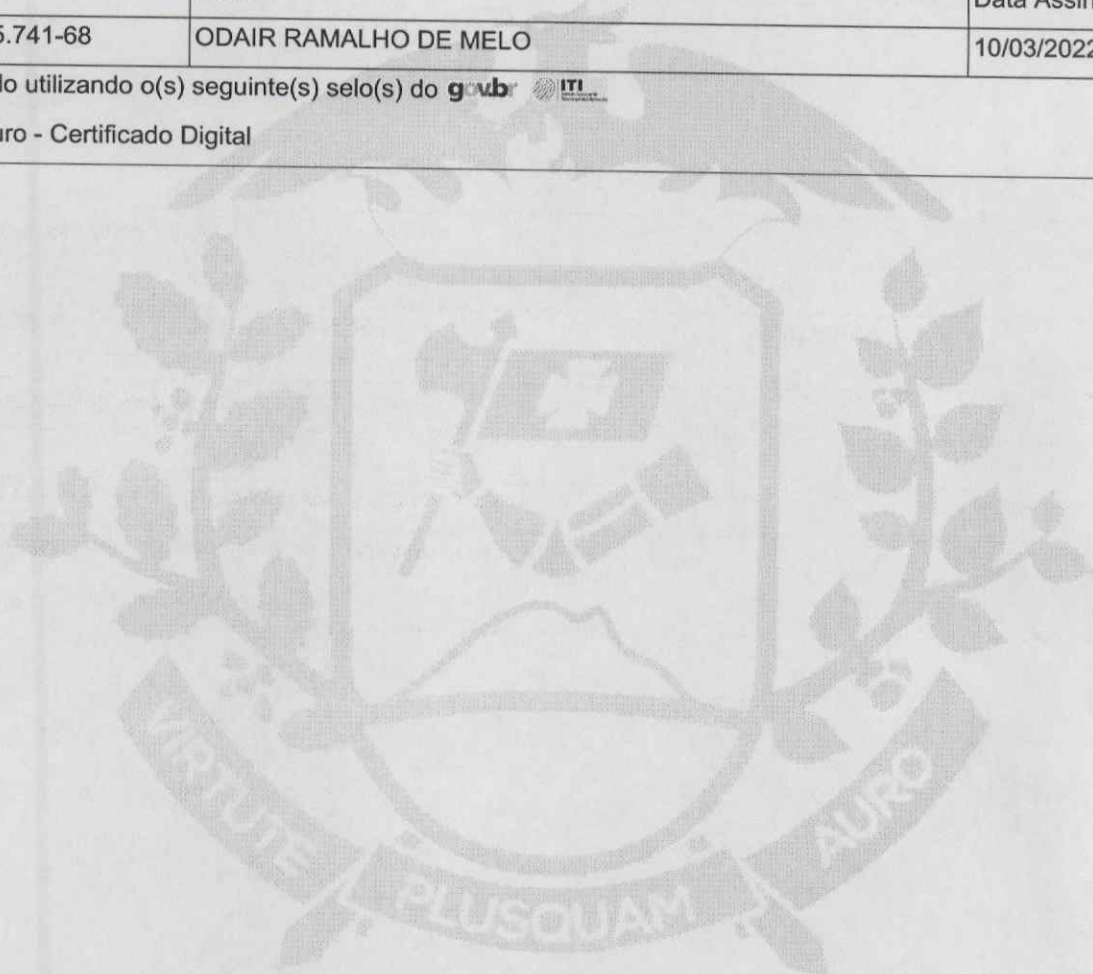 Data Assin
5.741-68 ODAIR RAMALHO DE MELO 10/03/2022
do utilizando o(s) seguinte(s) selo(s) do gov.br ITI
uro - Certificado Digital
VIRTUTE PLUSQUAM AURO